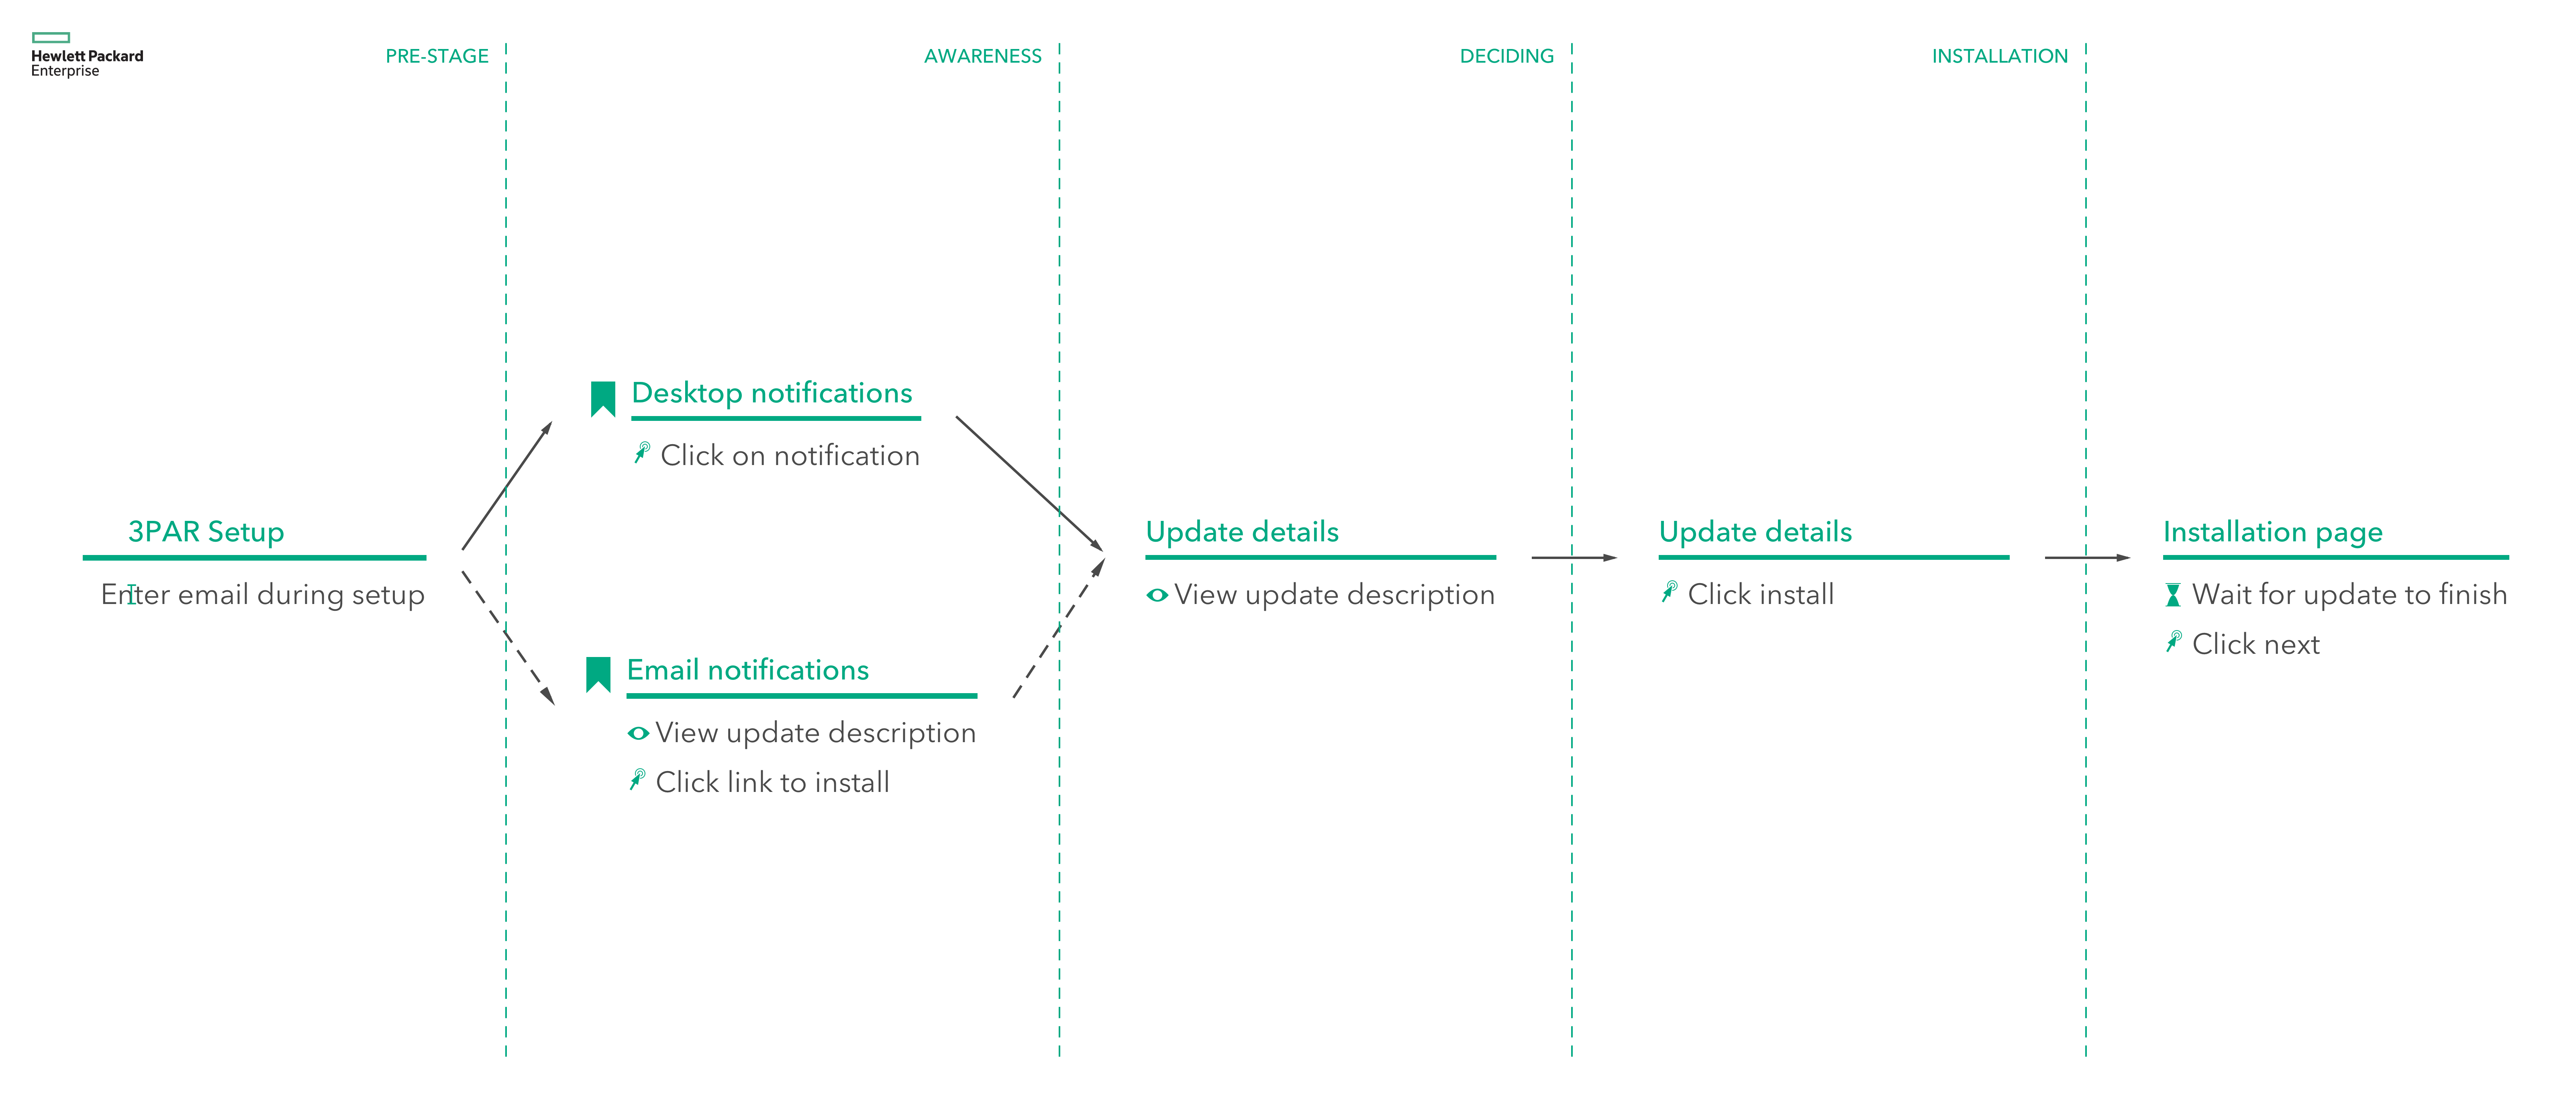 Hewlett Packard
Enterprise
PRE-STAGE
AWARENESS
DECIDING
INSTALLATION
3PAR Setup
Enter email during setup
Desktop notifications
Click on notification
Email notifications
View update description
Click link to install
Update details
View update description
Update details
Click install
Installation page
Wait for update to finish
Click next